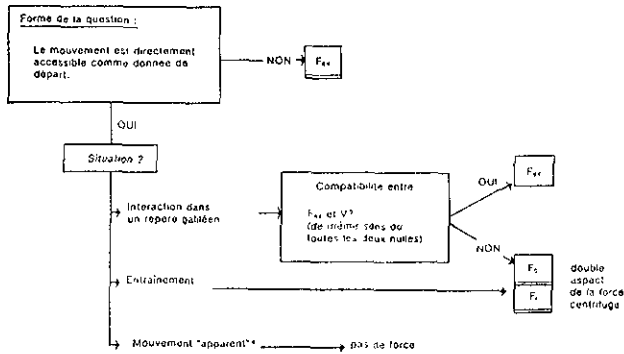 Forme de la question :
Le mouvement est directement
accessible comme donnée de
départ.
NON
OUI
Situation ?
Interaction dans
un repère galiléen
Compatibilité entre
et V ?
(de même sens ou
toutes les deux nulles)
OUI
NON
Entraînement
double
aspect
de la force
centrifuge
Mouvement "apparent"
pas de force